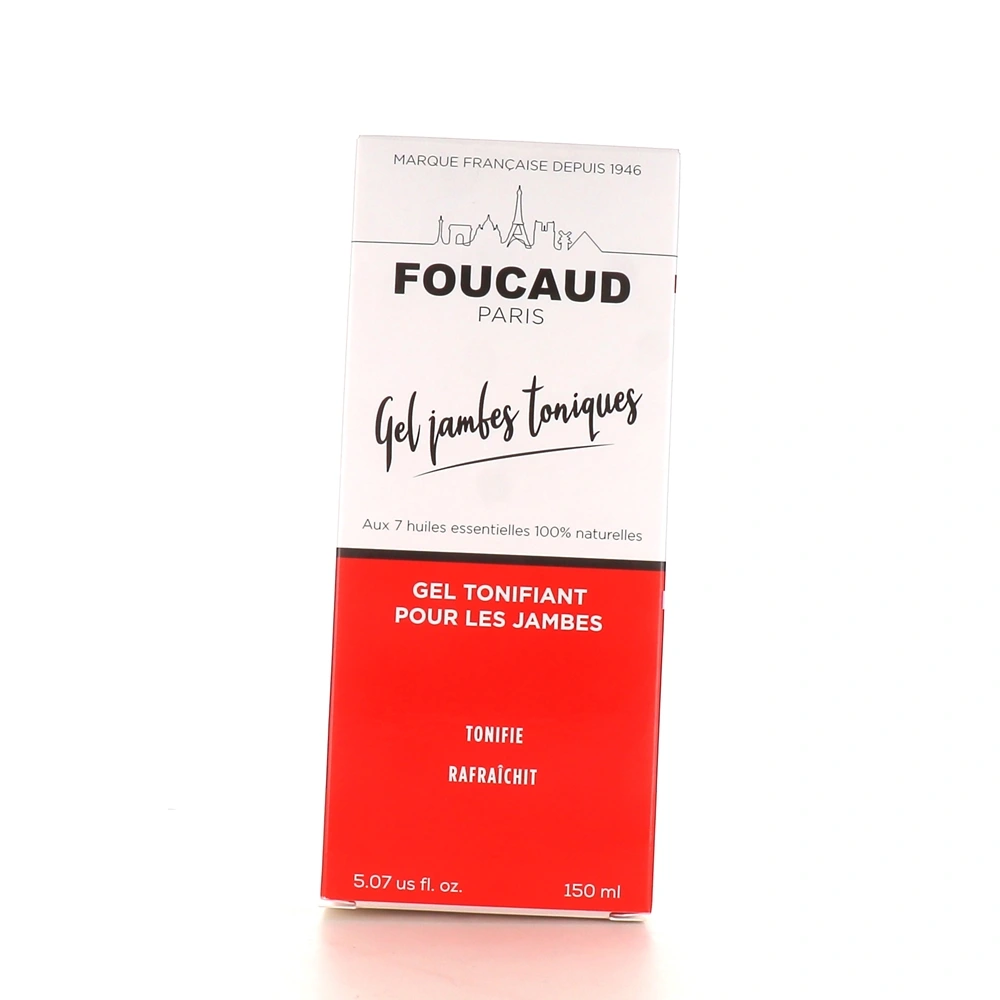 MARQUE FRANÇAISE DEPUIS 1946
FOUCAUD
PARIS
Gel jambes toniques
Aux 7 huiles essentielles 100% naturelles
GEL TONIFIANT
POUR LES JAMBES
TONIFIE
RAFRAÎCHIT
5.07 us fl. oz. 150 ml